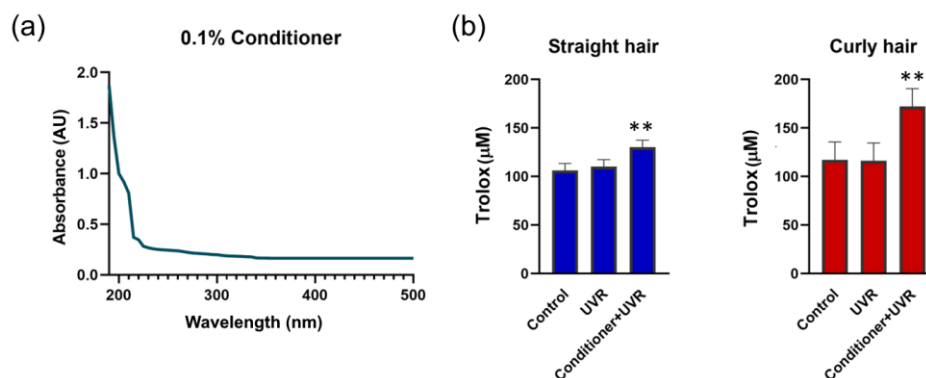 (a)
0.1% Conditioner
Absorbance (AU)
2.0
1.5
1.0
0.5
0.0
200
300
400
500
Wavelength (nm)
(b)
Straight hair
Trolox (μM)
200
150
100
50
0
**
Control
UVR
Conditioner+UVR
Curly hair
Trolox (μM)
200
150
100
50
0
**
Control
UVR
Conditioner+UVR